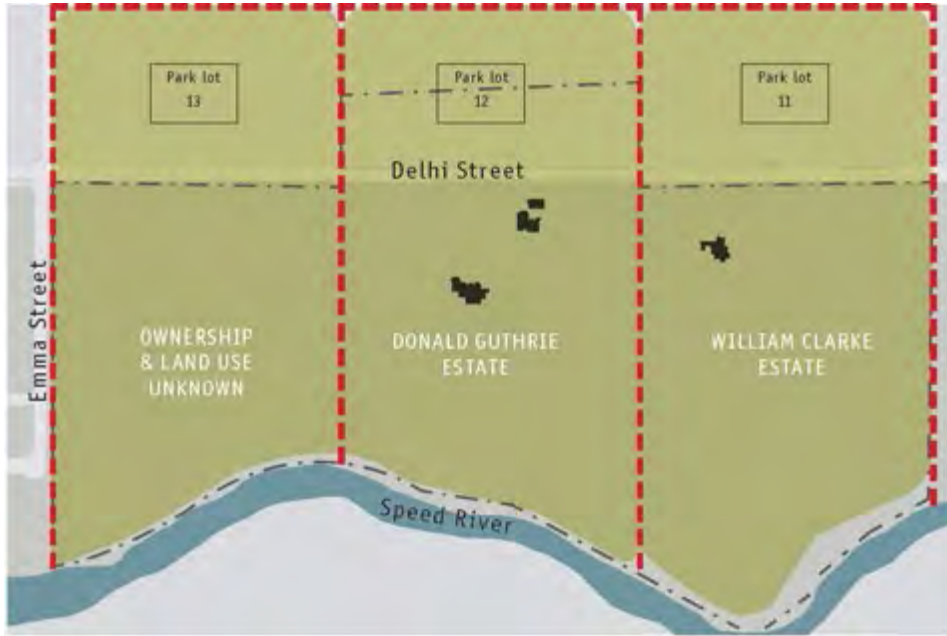 Park lot
13
Park lot
12
Park lot
11
Delhi Street
Emma Street
OWNERSHIP
& LAND USE
UNKNOWN
DONALD GUTHRIE
ESTATE
WILLIAM CLARKE
ESTATE
Speed River